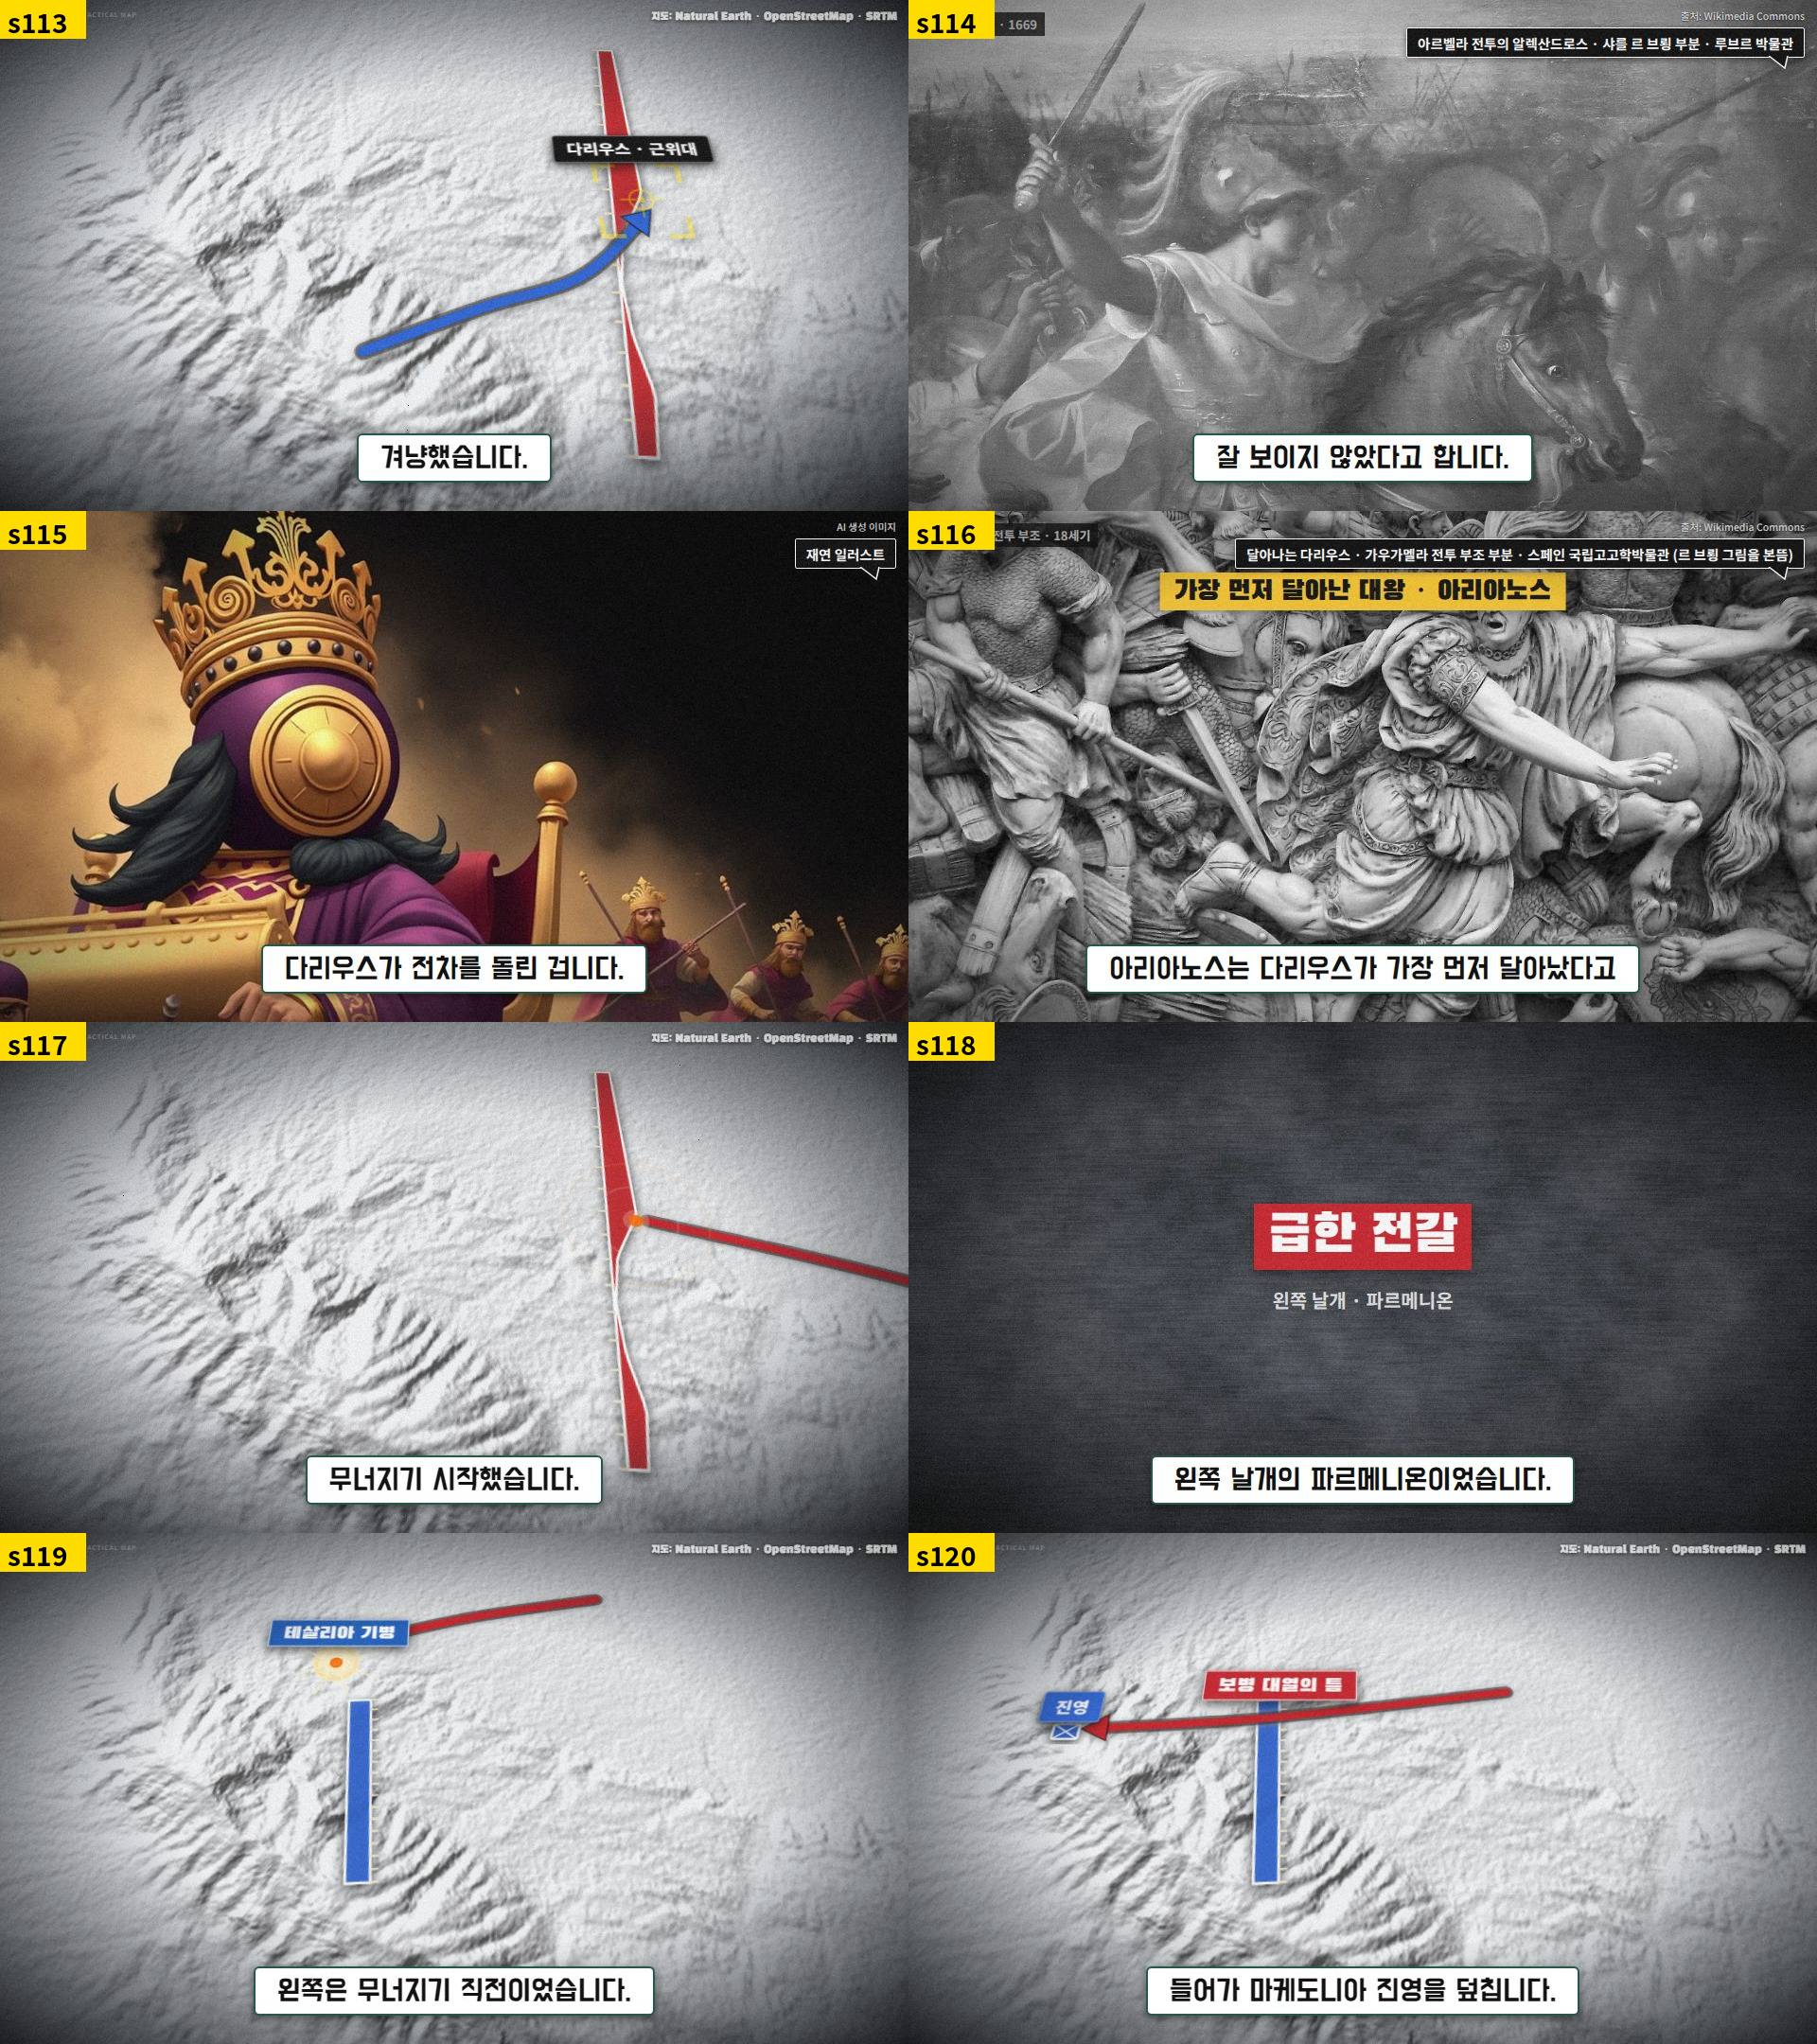 s113
TACTICAL MAP
지도: Natural Earth · OpenStreetMap · SRTM
다리우스 · 근위대
겨냥했습니다.
s114
· 1669
출처: Wikimedia Commons
아르벨라 전투의 알렉산드로스 · 샤를 르 브룅 부분 · 루브르 박물관
잘 보이지 않았다고 합니다.
s115
AI 생성 이미지
재연 일러스트
다리우스가 전차를 돌린 겁니다.
s116
전투 부조 · 18세기
출처: Wikimedia Commons
달아나는 다리우스 · 가우가멜라 전투 부조 부분 · 스페인 국립고고학박물관 (르 브룅 그림을 본뜸)
가장 먼저 달아난 대왕 · 아리아노스
아리아노스는 다리우스가 가장 먼저 달아났다고
s117
TACTICAL MAP
지도: Natural Earth · OpenStreetMap · SRTM
무너지기 시작했습니다.
s118
급한 전갈
왼쪽 날개 · 파르메니온
왼쪽 날개의 파르메니온이었습니다.
s119
TACTICAL MAP
지도: Natural Earth · OpenStreetMap · SRTM
테살리아 기병
왼쪽은 무너지기 직전이었습니다.
s120
TACTICAL MAP
지도: Natural Earth · OpenStreetMap · SRTM
보병 대열의 틈
진영
들어가 마케도니아 진영을 덮칩니다.